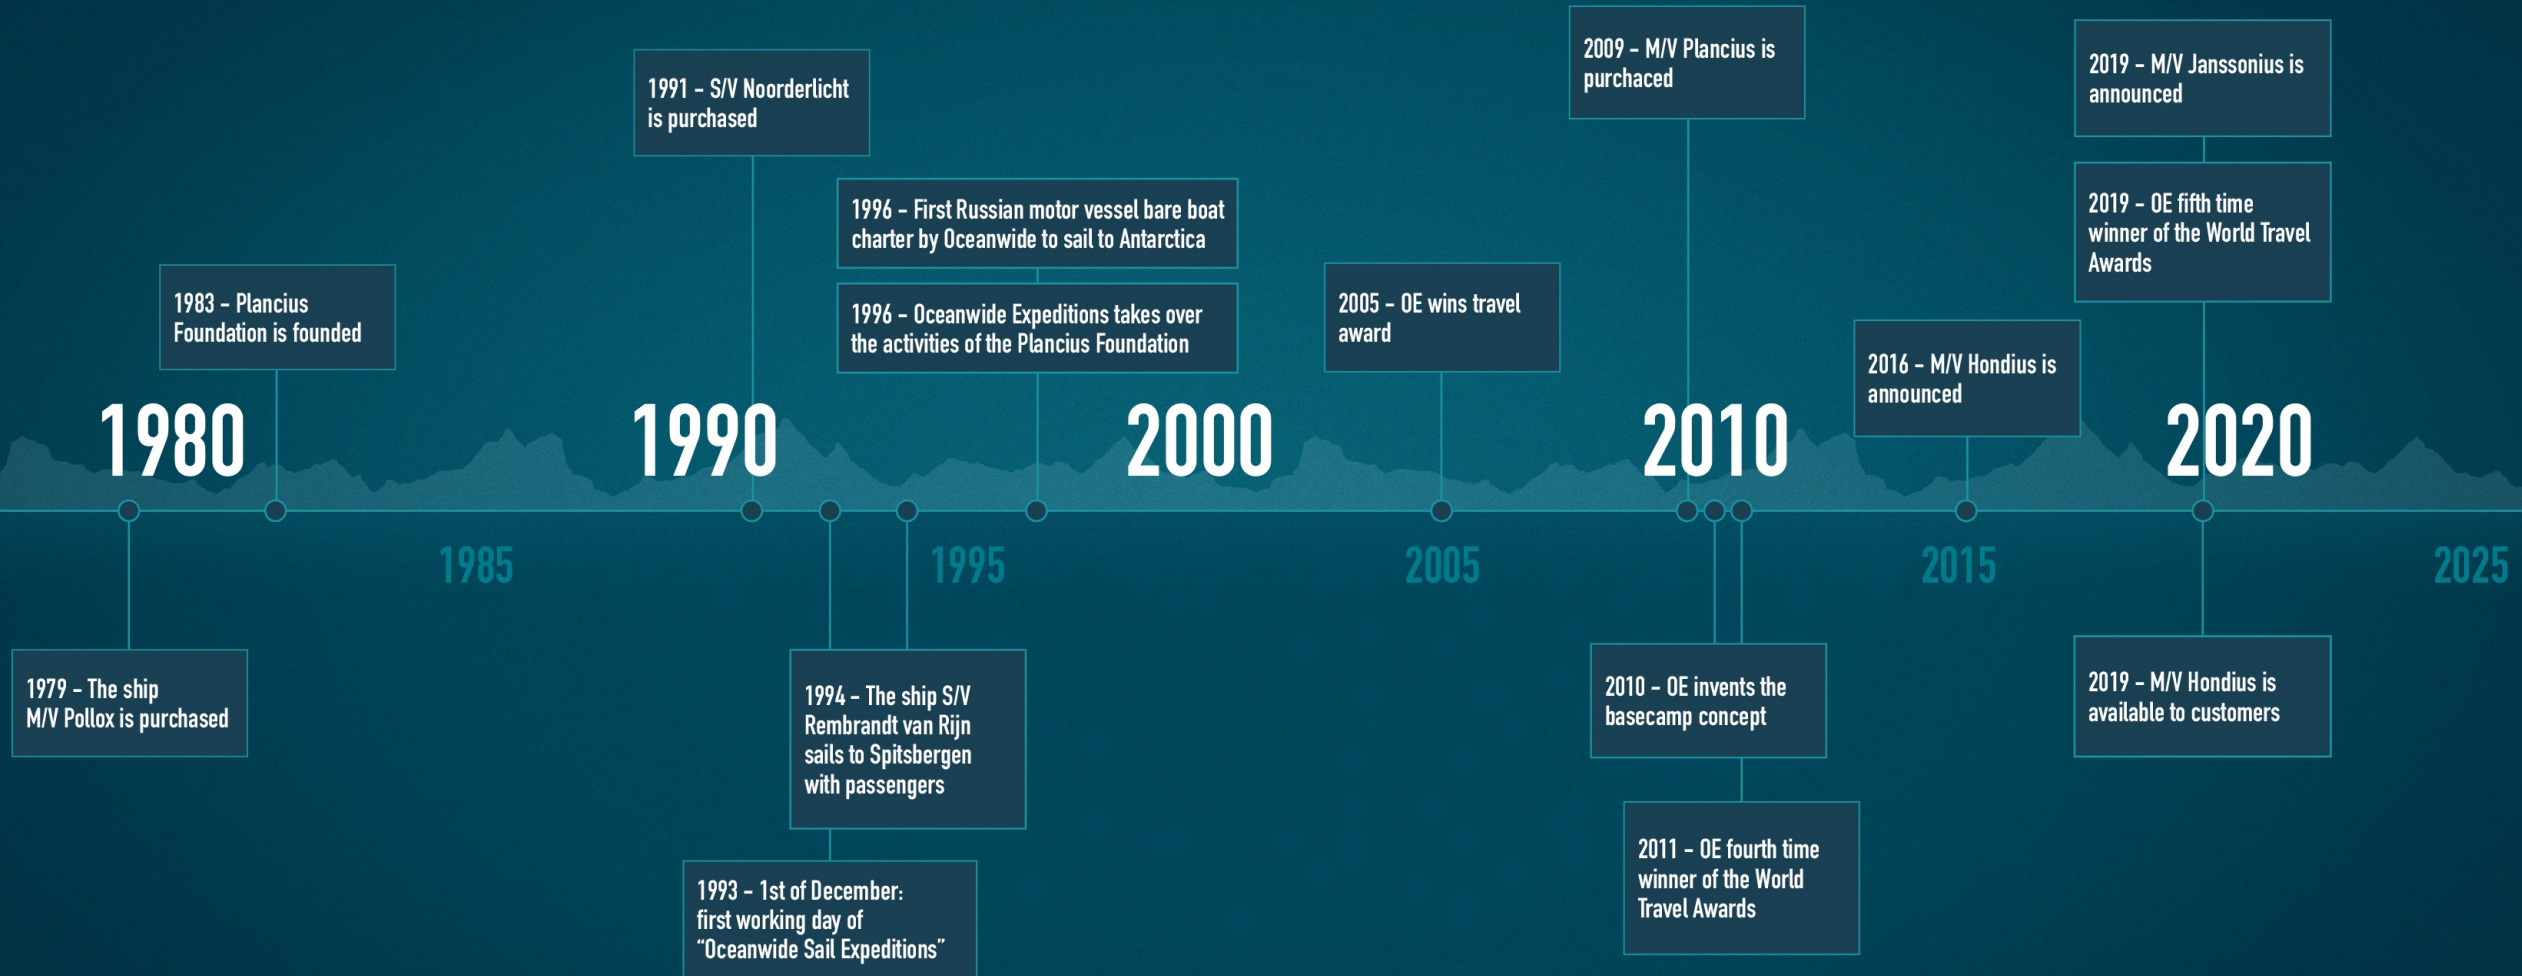 2009 – M/V Plancius is
purchaced
2019 – M/V Janssonius is
announced
1991 – S/V Noorderlicht
is purchased
1996 – First Russian motor vessel bare boat
charter by Oceanwide to sail to Antarctica
2019 – OE fifth time
winner of the World Travel
Awards
1983 – Plancius
Foundation is founded
1996 – Oceanwide Expeditions takes over
the activities of the Plancius Foundation
2005 – OE wins travel
award
2016 – M/V Hondius is
announced
1980
1990
2000
2010
2020
1985
1995
2005
2015
2025
1979 – The ship
M/V Pollox is purchased
1994 – The ship S/V
Rembrandt van Rijn
sails to Spitsbergen
with passengers
2010 – OE invents the
basecamp concept
2019 – M/V Hondius is
available to customers
1993 – 1st of December:
first working day of
“Oceanwide Sail Expeditions”
2011 – OE fourth time
winner of the World
Travel Awards